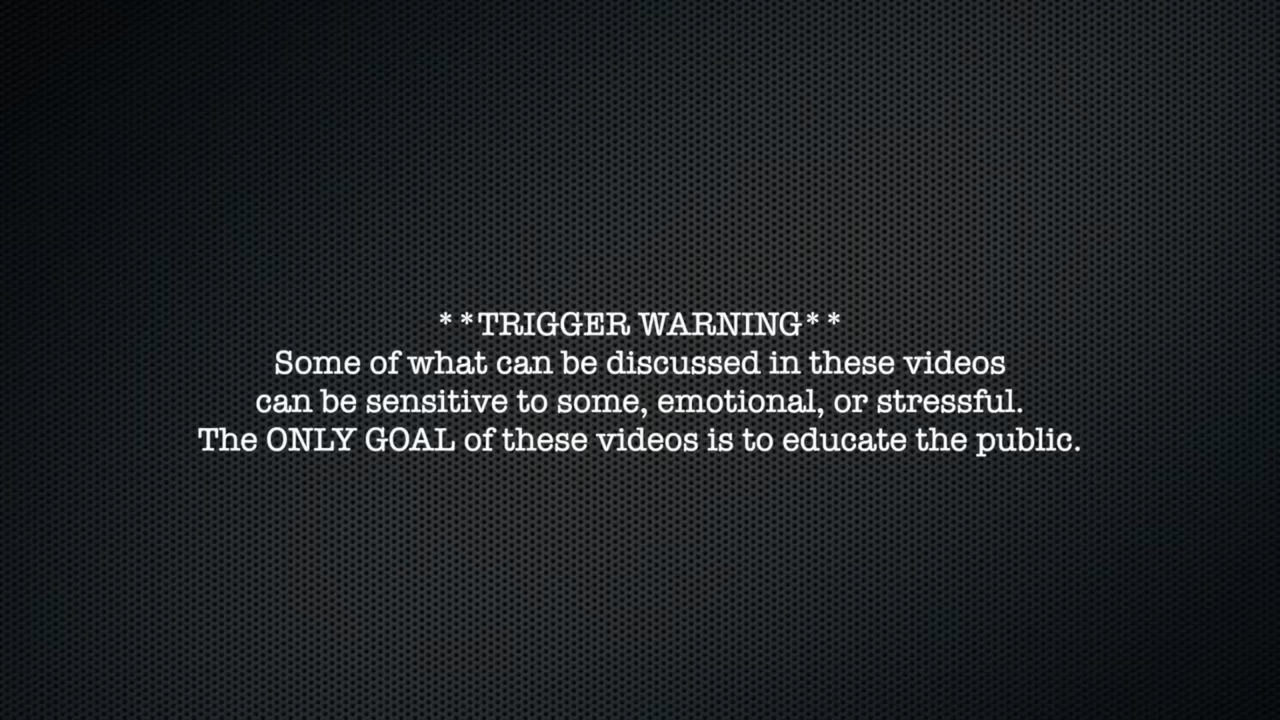 **TRIGGER WARNING**
Some of what can be discussed in these videos
can be sensitive to some, emotional, or stressful.
The ONLY GOAL of these videos is to educate the public.